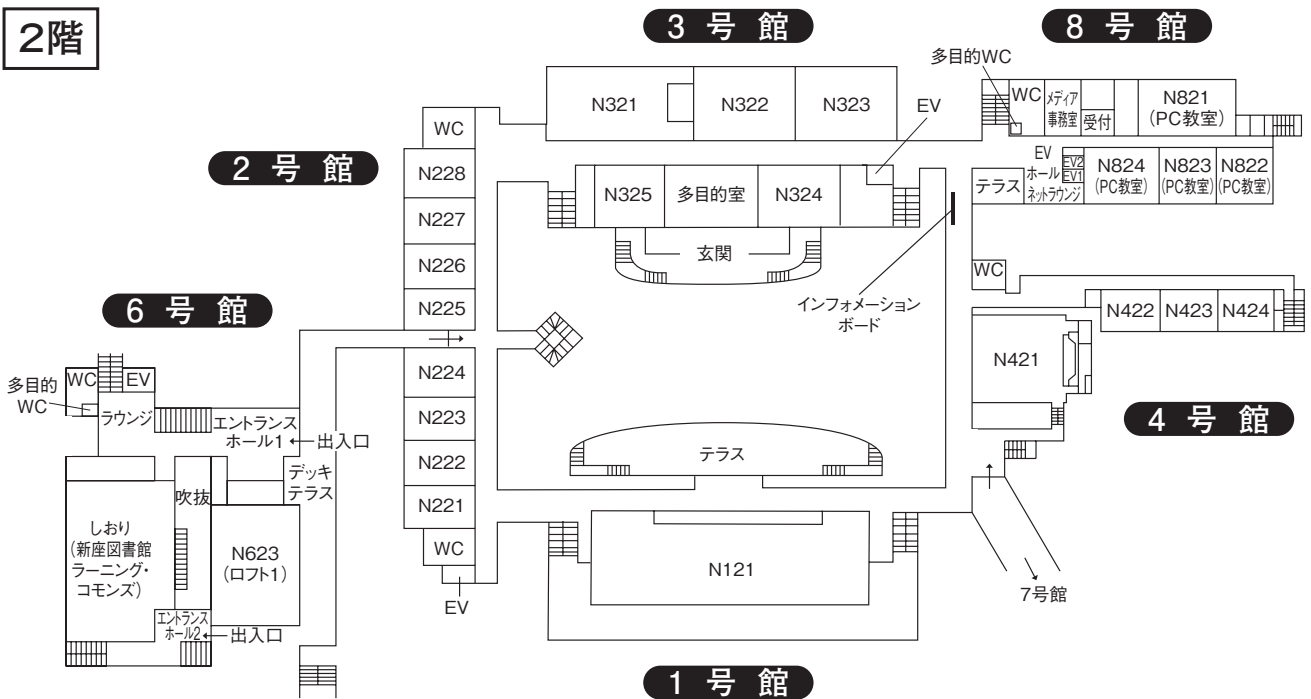 2階
3 号 館
8 号 館
多目的WC
EV
N321
N322
N323
WC
メディア
事務室
受付
N821
(PC教室)
2 号 館
WC
N228
N227
N226
N225
N224
N223
N222
N221
WC
EV
N325
多目的室
N324
玄関
インフォメーション
ボード
テラス
EV
ホール
ネットラウンジ
EV2
EV1
N824
(PC教室)
N823
(PC教室)
N822
(PC教室)
WC
N422
N423
N424
N421
4 号 館
6 号 館
多目的
WC
WC
EV
ラウンジ
エントランス
ホール1
出入口
デッキ
テラス
吹抜
しおり
(新座図書館
ラーニング・
コモンズ)
N623
(ロフト1)
エントランス
ホール2
出入口
テラス
N121
7号館
1 号 館